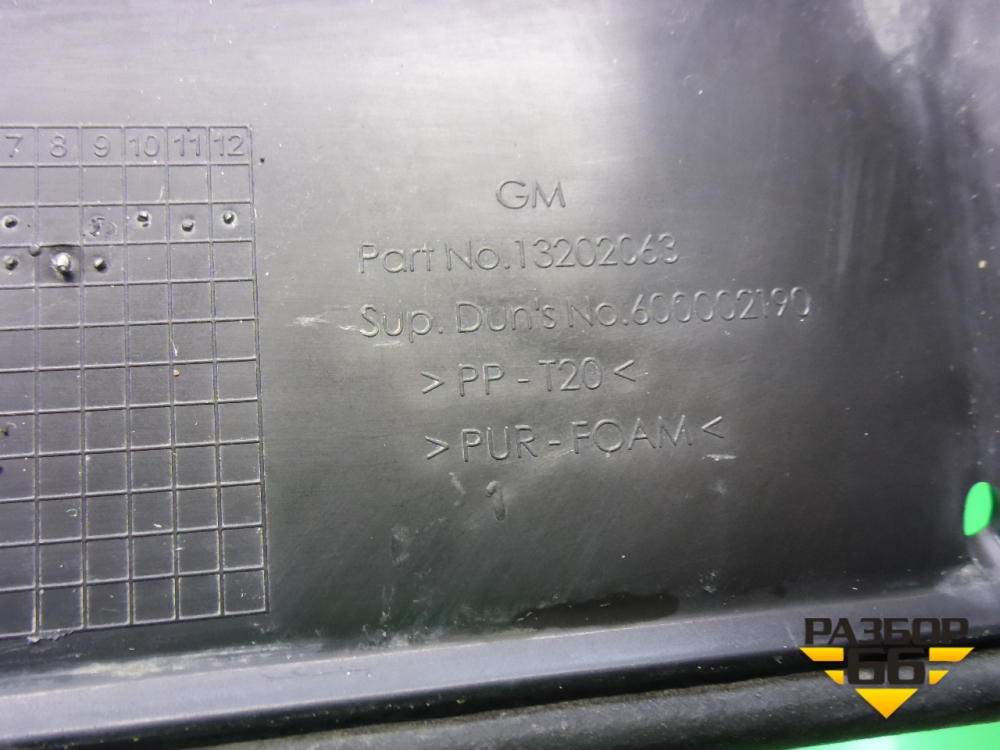 7 8 9 10 11 12
GM
Part No.13202063
Sup. Dun's No.600002190
> PP - T20 <
> PUR - FOAM <
1
РАЗБОР
66